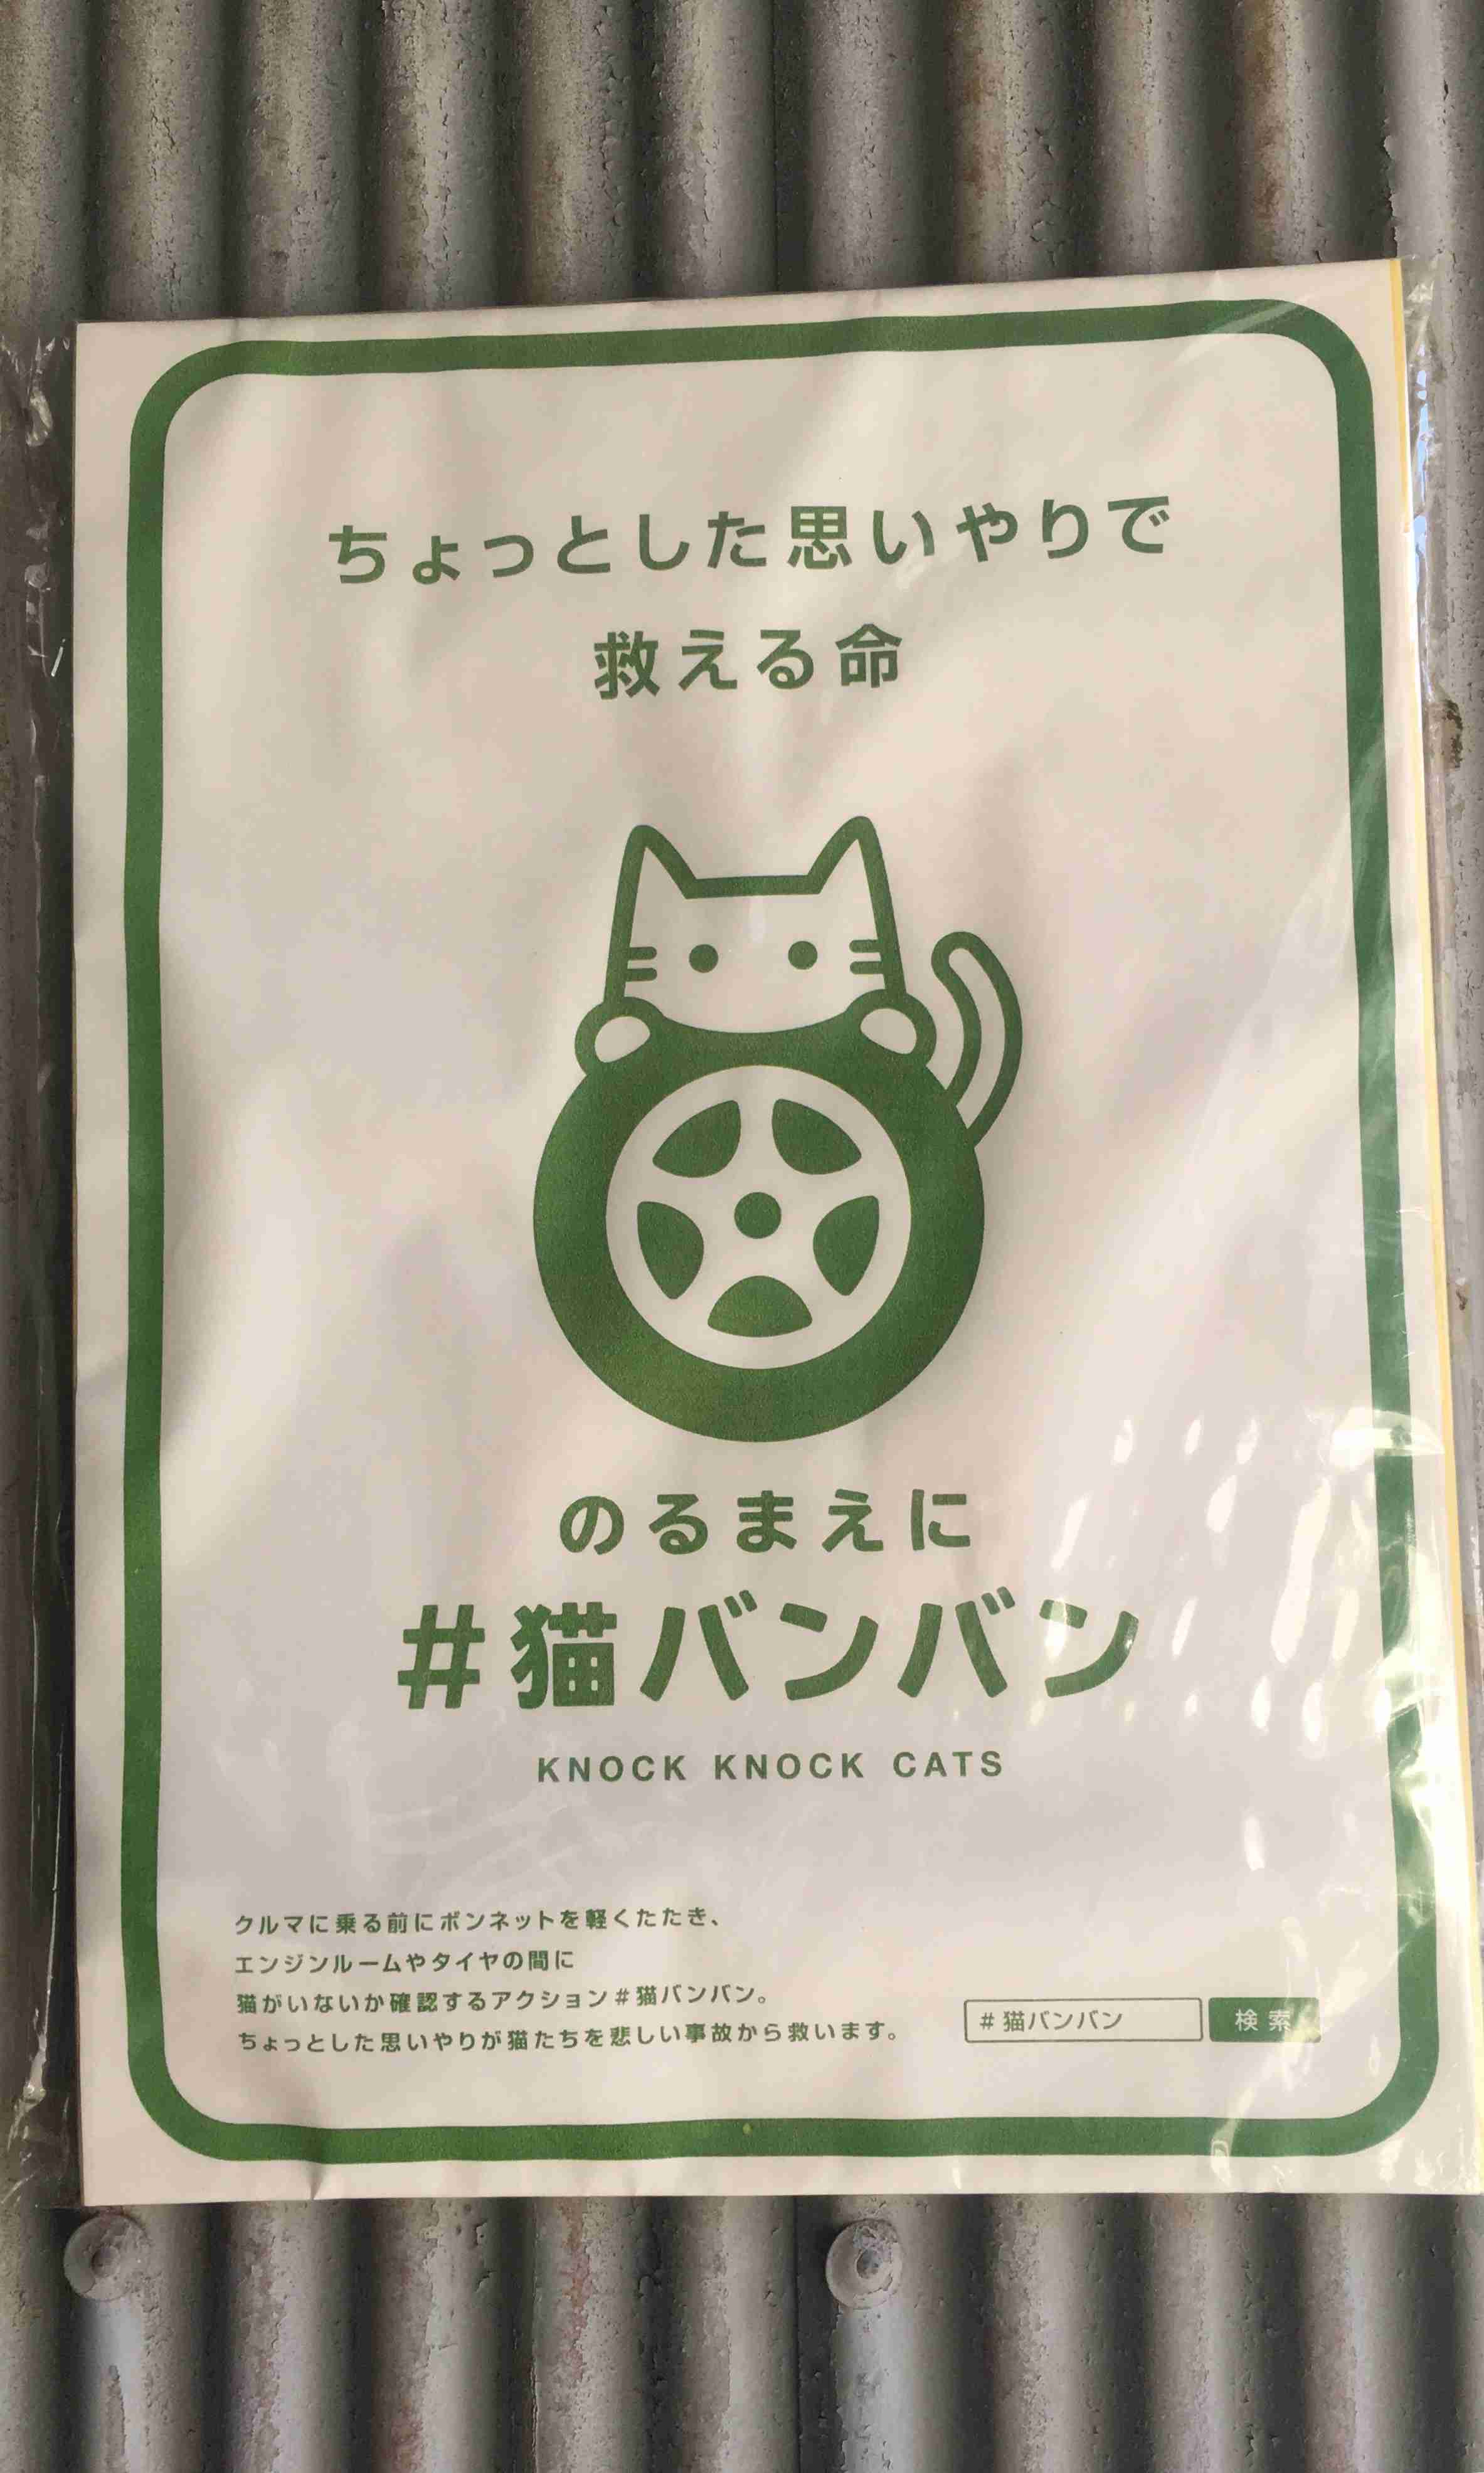 ちょっとした思いやりで
救える命
のるまえに
#猫バンバン
KNOCK KNOCK CATS
クルマに乗る前にボンネットを軽くたたき、
エンジンルームやタイヤの間に
猫がいないか確認するアクション#猫バンバン。
ちょっとした思いやりが猫たちを悲しい事故から救います。
#猫バンバン 検索